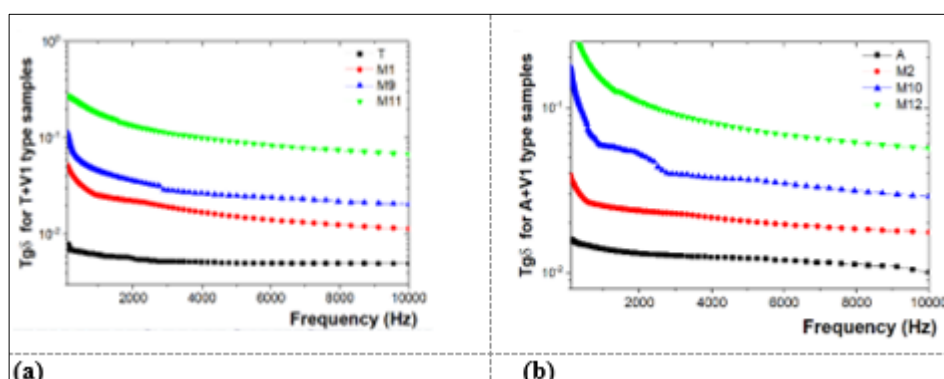 Tgδ for T+V1 type samples
10⁰
10⁻¹
10⁻²
T
M1
M9
M11
2000 4000 6000 8000 10000
Frequency (Hz)
(a)
Tgδ for A+V1 type samples
10⁻¹
10⁻²
A
M2
M10
M12
2000 4000 6000 8000 10000
Frequency (Hz)
(b)